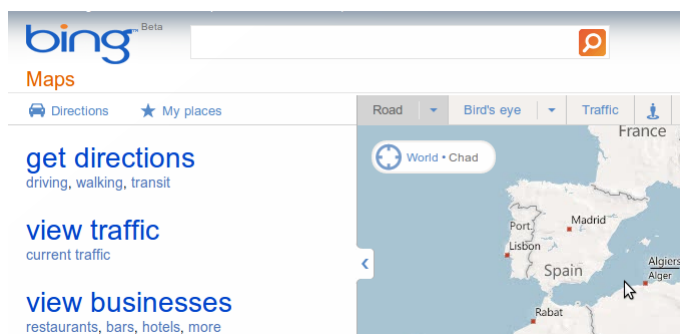 bing™ Beta
Maps
Directions My places
Road Bird's eye Traffic
get directions
driving, walking, transit
view traffic
current traffic
view businesses
restaurants, bars, hotels, more
World • Chad
France
Port.
Madrid
Lisbon
Spain
Algiers
Alger
Rabat